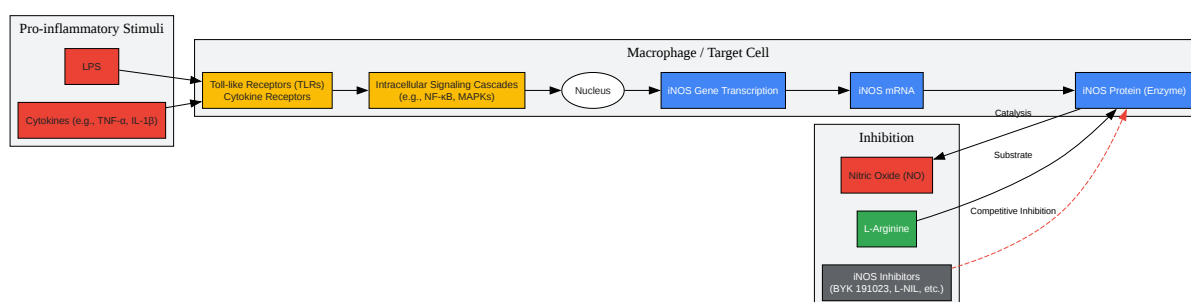 Pro-inflammatory Stimuli
LPS
Cytokines (e.g., TNF-α, IL-1β)
Macrophage / Target Cell
Toll-like Receptors (TLRs)
Cytokine Receptors
Intracellular Signaling Cascades
(e.g., NF-κB, MAPKs)
Nucleus
iNOS Gene Transcription
iNOS mRNA
iNOS Protein (Enzyme)
Catalysis
Inhibition
Substrate
Nitric Oxide (NO)
Competitive Inhibition
L-Arginine
iNOS Inhibitors
(BYK 191023, L-NIL, etc.)